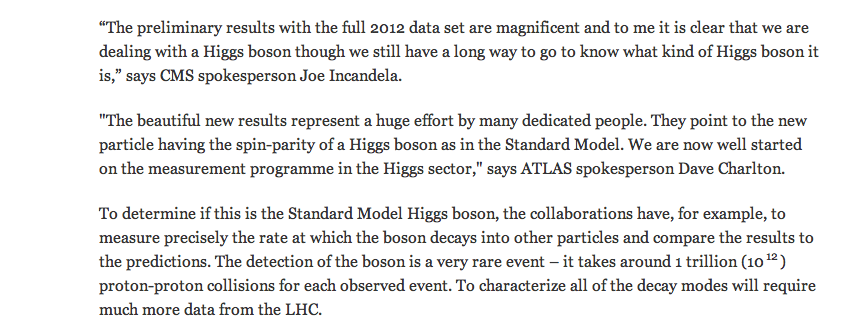 “The preliminary results with the full 2012 data set are magnificent and to me it is clear that we are
dealing with a Higgs boson though we still have a long way to go to know what kind of Higgs boson it
is,” says CMS spokesperson Joe Incandela.
"The beautiful new results represent a huge effort by many dedicated people. They point to the new
particle having the spin-parity of a Higgs boson as in the Standard Model. We are now well started
on the measurement programme in the Higgs sector," says ATLAS spokesperson Dave Charlton.
To determine if this is the Standard Model Higgs boson, the collaborations have, for example, to
measure precisely the rate at which the boson decays into other particles and compare the results to
the predictions. The detection of the boson is a very rare event – it takes around 1 trillion (10¹²)
proton-proton collisions for each observed event. To characterize all of the decay modes will require
much more data from the LHC.